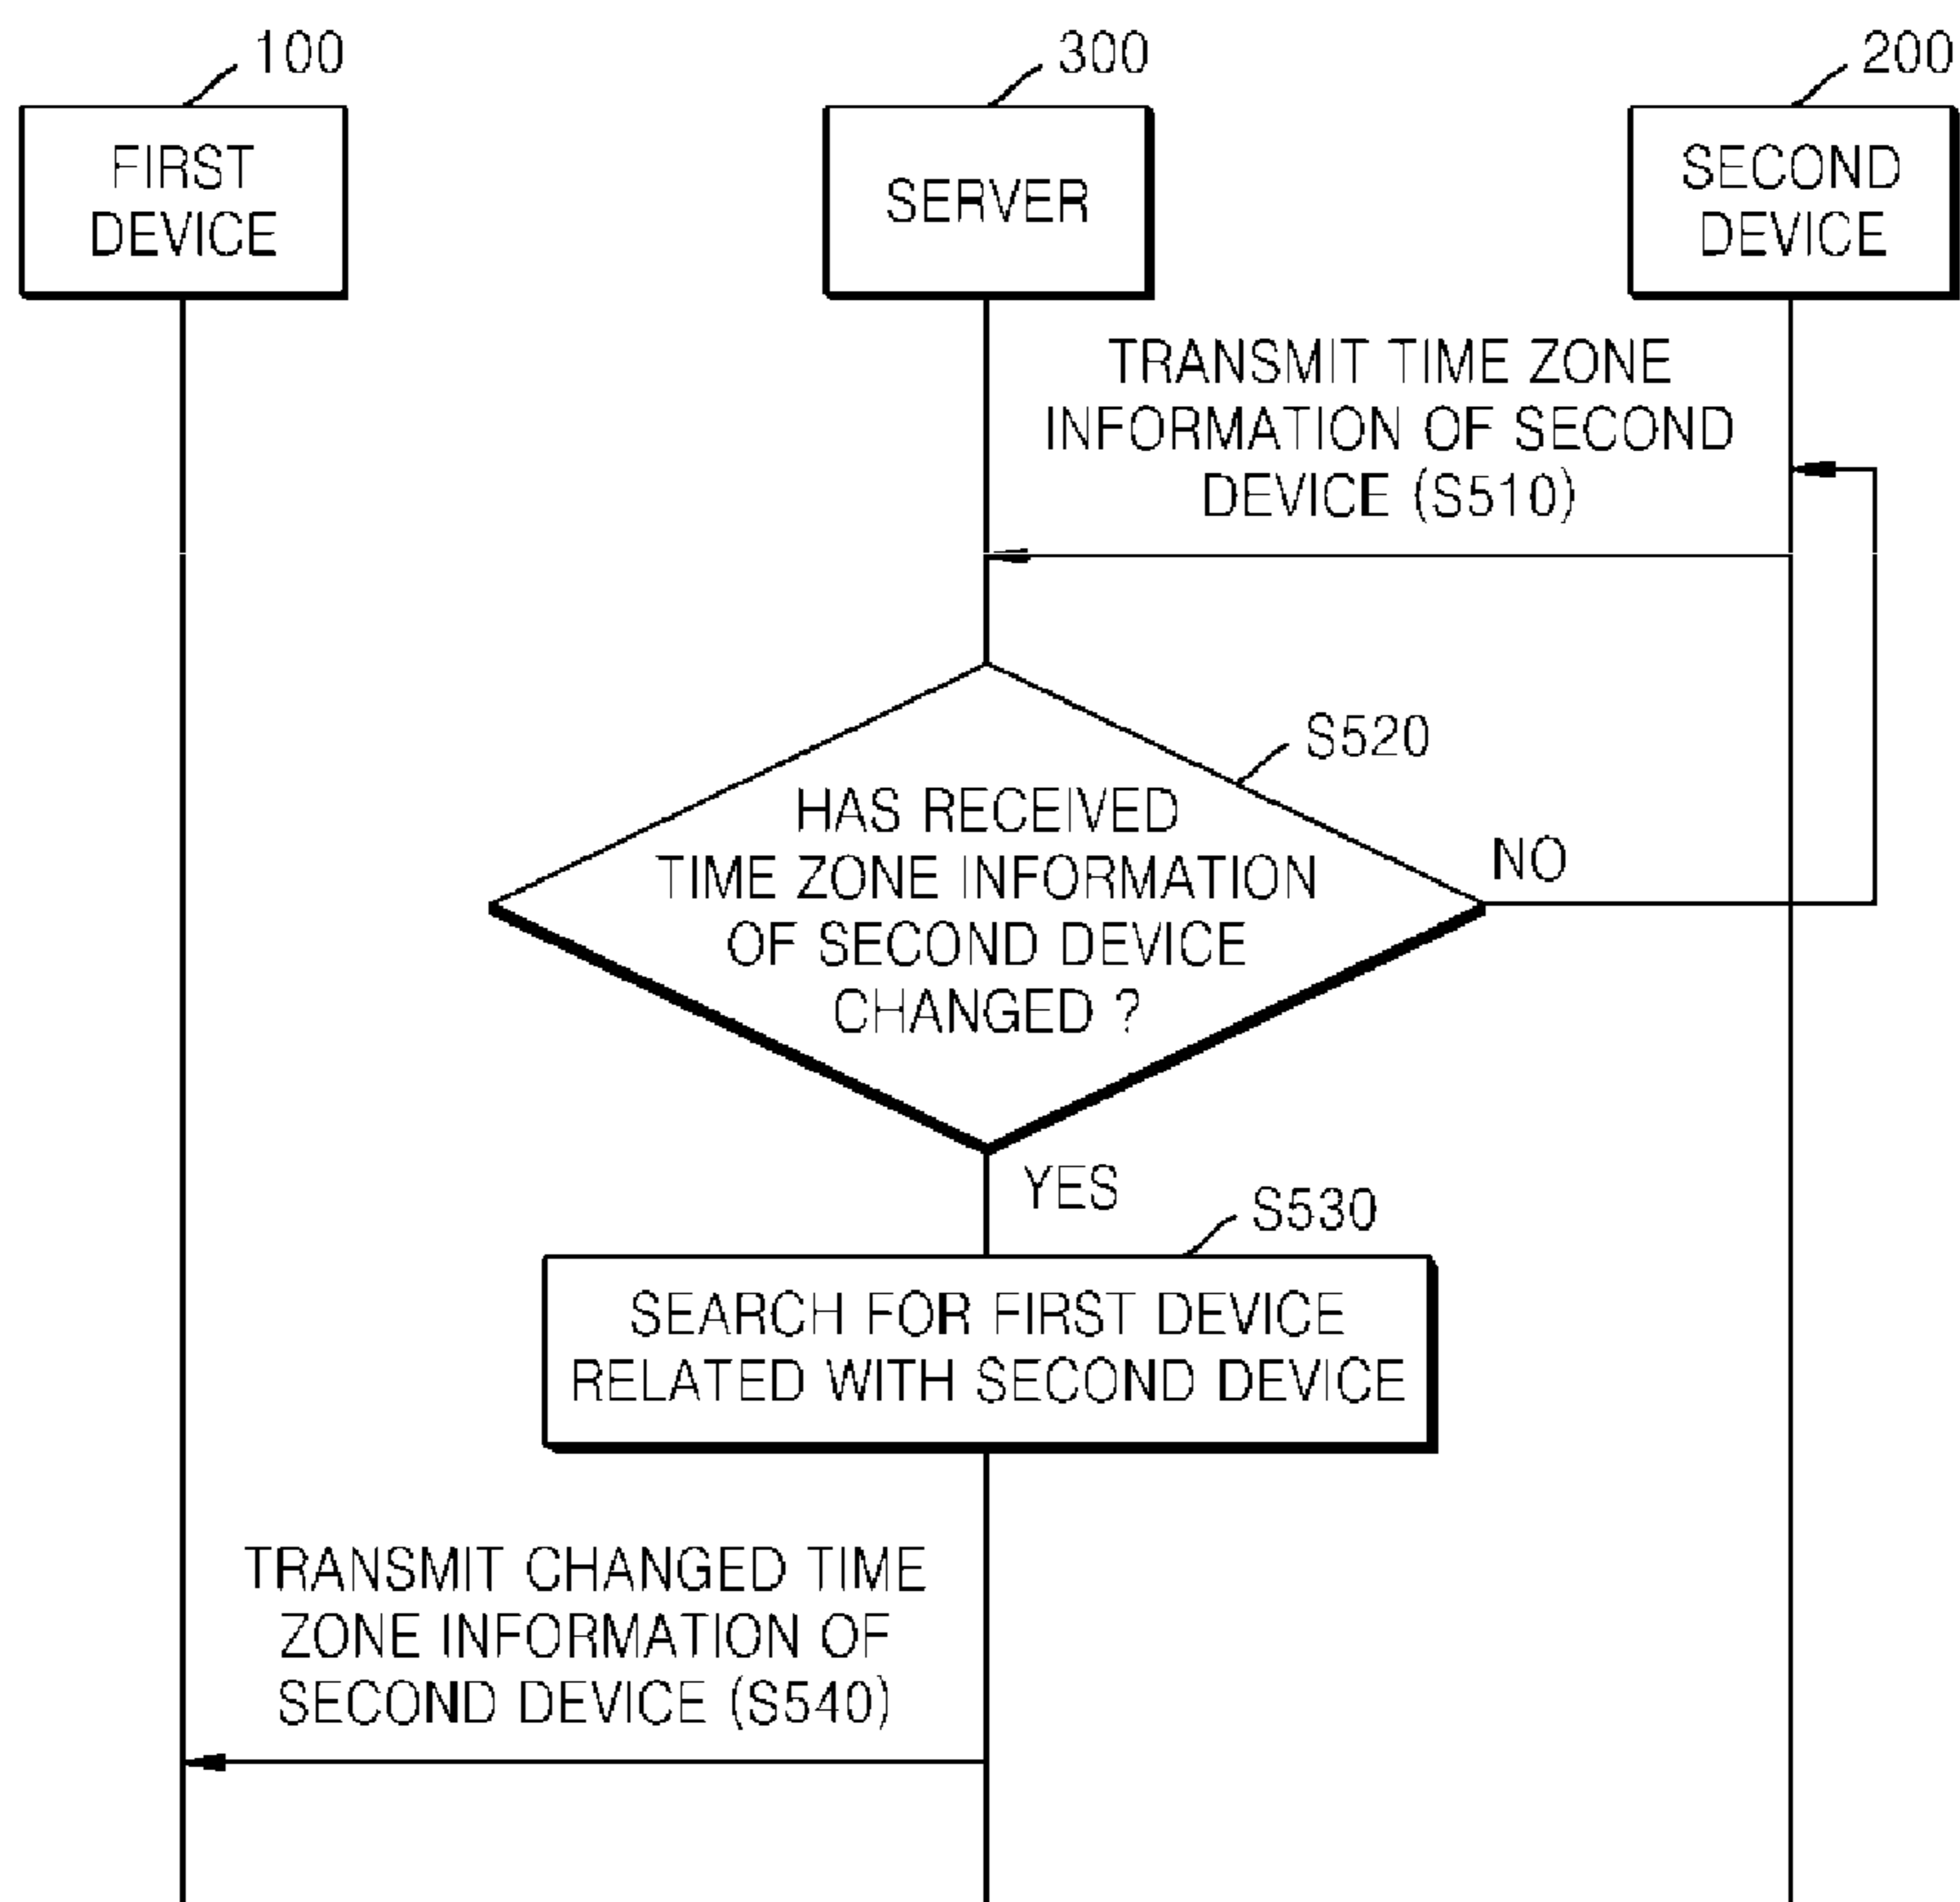 100
300
200
FIRST
DEVICE
SERVER
SECOND
DEVICE
TRANSMIT TIME ZONE
INFORMATION OF SECOND
DEVICE (S510)
S520
HAS RECEIVED
TIME ZONE INFORMATION
OF SECOND DEVICE
CHANGED ?
NO
YES
S530
SEARCH FOR FIRST DEVICE
RELATED WITH SECOND DEVICE
TRANSMIT CHANGED TIME
ZONE INFORMATION OF
SECOND DEVICE (S540)